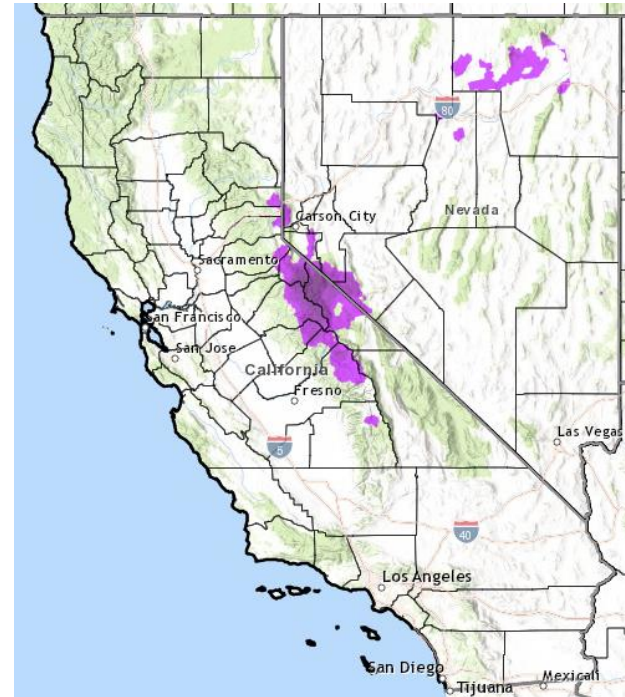 80
Carson City
Nevada
Sacramento
San Francisco
San Jose
California
Fresno
Las Vegas
5
40
Los Angeles
San Diego
Tijuana
Mexicali